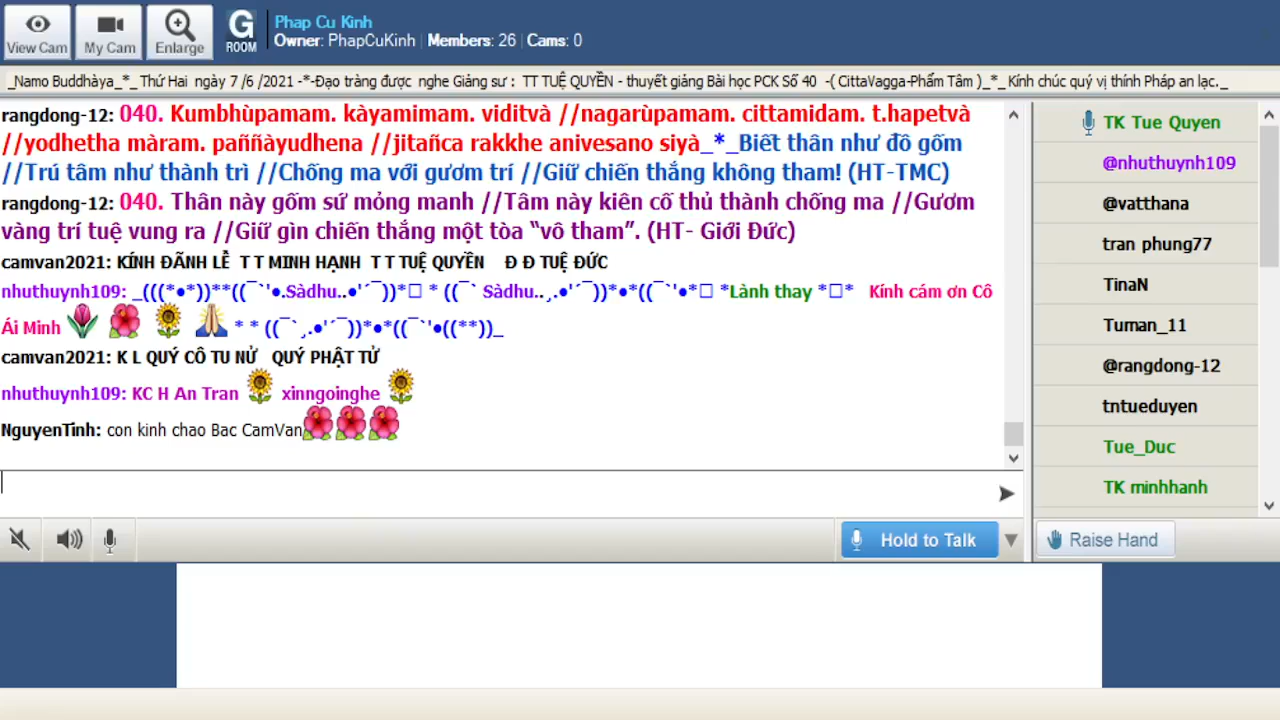 Phap Cu Kinh
Owner: PhapCuKinh | Members: 26 | Cams: 0
View Cam
My Cam
Enlarge
G
ROOM
_Namo Buddhàya_*_ Thứ Hai ngày 7 /6 /2021 -*-Đạo tràng được nghe Giảng sư : TT TUỆ QUYỀN - thuyết giảng Bài học PCK Số 40 -( CittaVagga-Phẩm Tâm )_*_ Kính chúc quý vị thính Pháp an lạc._
rangdong-12: 040. Kumbhùpamam. kàyamimam. viditvà //nagarùpamam. cittamidam. t.hapetvà
//yodhetha màram. paññàyudhena //jitañca rakkhe anivesano siyà_*_Biết thân như đồ gốm
//Trú tâm như thành trì //Chống ma với gươm trí //Giữ chiến thắng không tham! (HT-TMC)
rangdong-12: 040. Thân này gốm sứ mỏng manh //Tâm này kiên cố thủ thành chống ma //Gươm
vàng trí tuệ vung ra //Giữ gìn chiến thắng một tòa “vô tham”. (HT- Giới Đức)
camvan2021: KÍNH ĐÃNH LỄ T T MINH HẠNH T T TUỆ QUYỀN Đ Đ TUỆ ĐỨC
nhuthuynh109: _(((*●*))**((¯`'●.Sàdhu..●'´¯))*□ * ((¯` Sàdhu..¸.●'´¯))*●*((¯`'●*□ *Lành thay *□* Kính cám ơn Cô
Ái Minh * * ((¯`¸.●'´¯))*●*((¯`'●((**))_
camvan2021: K L QUÝ CÔ TU NỬ QUÝ PHẬT TỬ
nhuthuynh109: KC H An Tran xinngoinghe
NguyenTinh: con kinh chao Bac CamVan
TK Tue Quyen
@nhuthuynh109
@vatthana
tran phung77
TinaN
Tuman_11
@rangdong-12
tntueduyen
Tue_Duc
TK minhhanh
Hold to Talk
Raise Hand